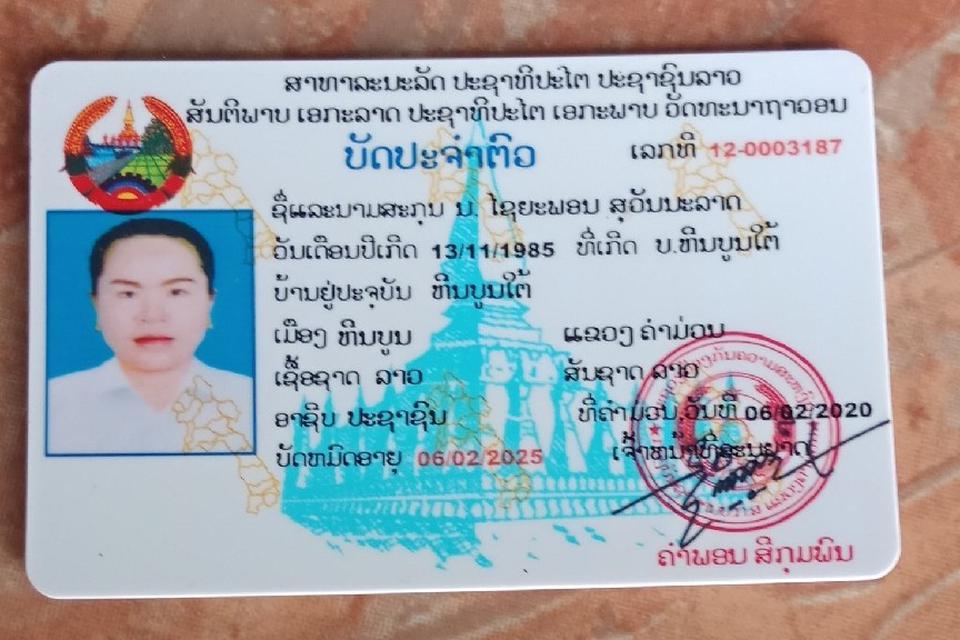 ສາທາລະນະລັດ ປະຊາທິປະໄຕ ປະຊາຊົນລາວ
ສັນຕິພາບ ເອກະລາດ ປະຊາທິປະໄຕ ເອກະພາບ ວັດທະນາຖາວອນ
ບັດປະຈຳຕົວ ເລກທີ 12-0003187
ຊື່ແລະນາມສະກຸນ ນ. ໄຊຍະພອນ ສຸວັນນະລາດ
ວັນເດືອນປີເກີດ 13/11/1985 ທີ່ເກີດ ບ.ຫີນບູນໃຕ້
ບ້ານຢູ່ປະຈຸບັນ ຫີນບູນໃຕ້
ເມືອງ ຫີນບູນ ແຂວງ ຄຳມ່ວນ
ເຊື້ອຊາດ ລາວ ສັນຊາດ ລາວ
ອາຊີບ ປະຊາຊົນ ທີ່ຄຳມ່ວນ,ວັນທີ 06/02/2020
ບັດຫມົດອາຍຸ 06/02/2025 ເຈົ້າຫນ້າທີ່ອະນຸຍາດ
ຄຳພອນ ສີກຸມພົນ